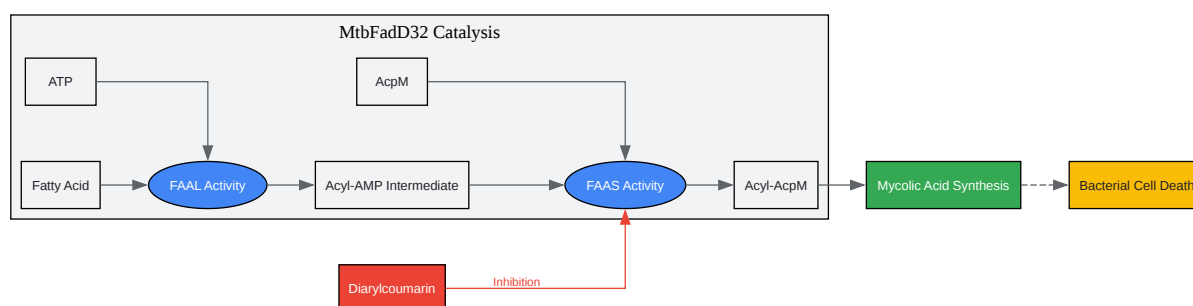 MtbFadD32 Catalysis
ATP
AcpM
Fatty Acid
FAAL Activity
Acyl-AMP Intermediate
FAAS Activity
Acyl-AcpM
Mycolic Acid Synthesis
Bacterial Cell Death
Diarylcoumarin
Inhibition